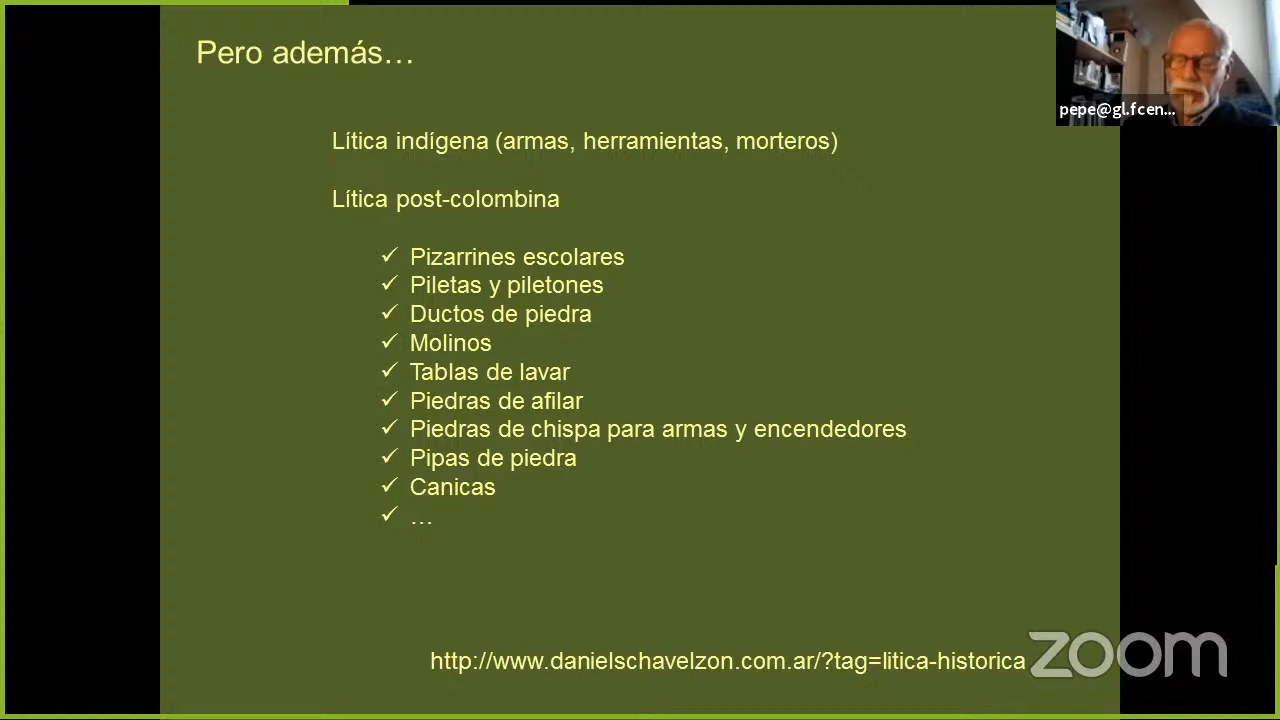 Pero además…
pepe@gl.fcen...
Lítica indígena (armas, herramientas, morteros)
Lítica post-colombina
✓ Pizarrines escolares
✓ Piletas y piletones
✓ Ductos de piedra
✓ Molinos
✓ Tablas de lavar
✓ Piedras de afilar
✓ Piedras de chispa para armas y encendedores
✓ Pipas de piedra
✓ Canicas
✓ …
http://www.danielschavelzon.com.ar/?tag=litica-historica
zoom